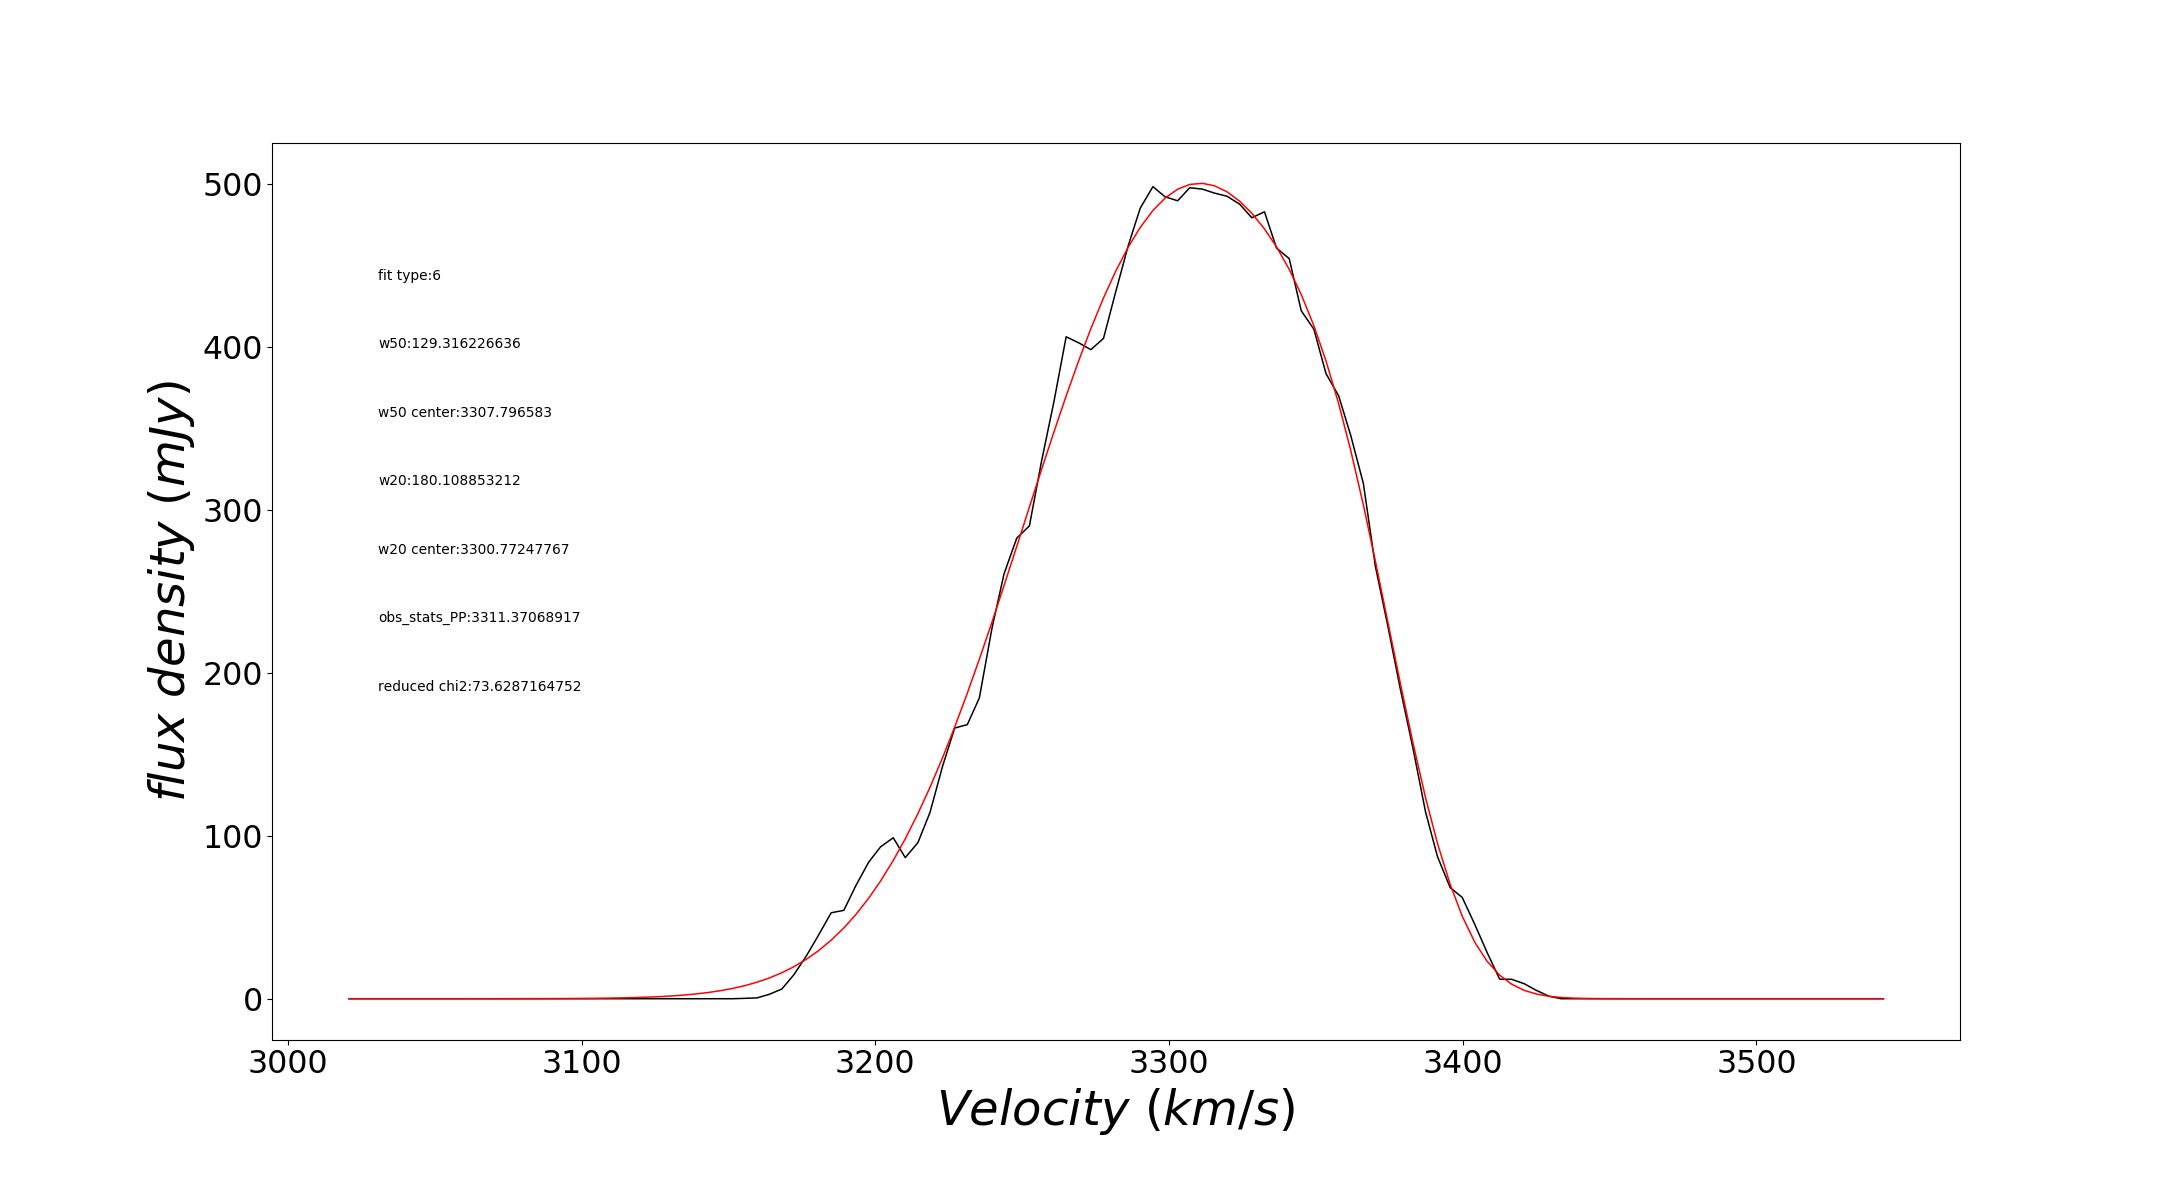 500
400
300
200
100
0
flux density (mJy)
fit type:6
w50:129.316226636
w50 center:3307.796583
w20:180.108853212
w20 center:3300.77247767
obs_stats_PP:3311.37068917
reduced chi2:73.6287164752
3000 3100 3200 3300 3400 3500
Velocity (km/s)